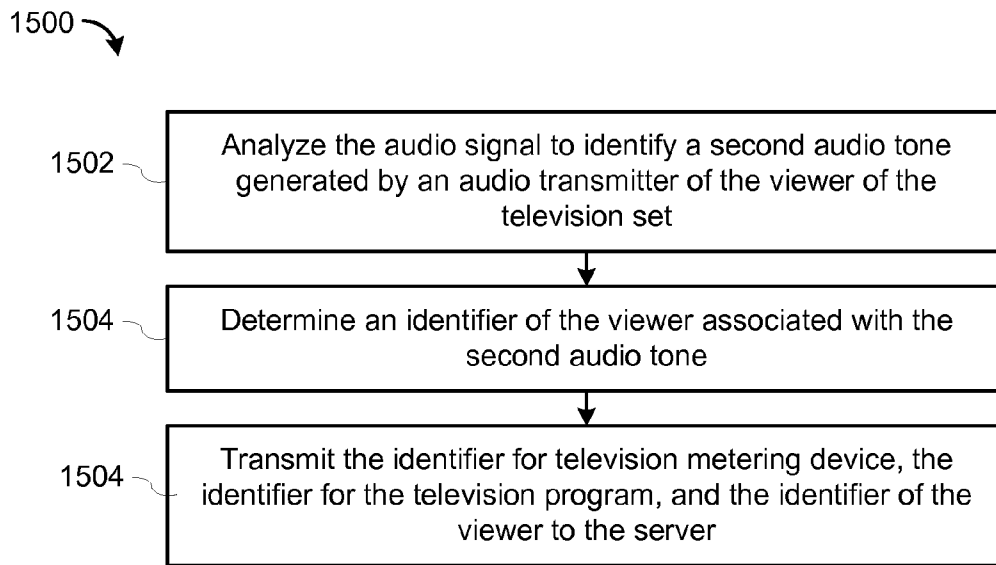 1500
1502
Analyze the audio signal to identify a second audio tone
generated by an audio transmitter of the viewer of the
television set
1504
Determine an identifier of the viewer associated with the
second audio tone
1504
Transmit the identifier for television metering device, the
identifier for the television program, and the identifier of the
viewer to the server